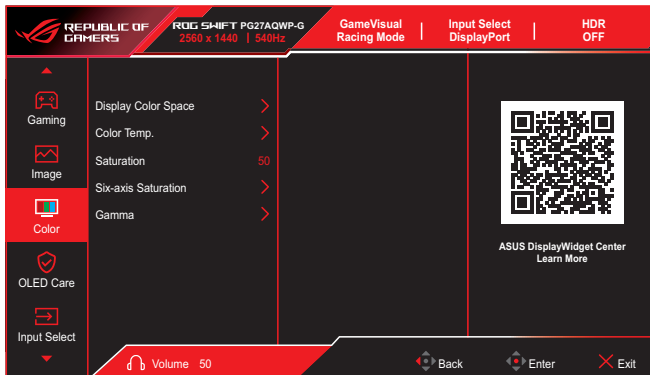 REPUBLIC OF
GAMERS
ROG SWIFT PG27AQWP-G
2560 x 1440 | 540Hz
GameVisual
Racing Mode
Input Select
DisplayPort
HDR
OFF
Gaming
Image
Color
OLED Care
Input Select
Display Color Space
Color Temp.
Saturation 50
Six-axis Saturation
Gamma
ASUS DisplayWidget Center
Learn More
Volume 50
Back
Enter
Exit